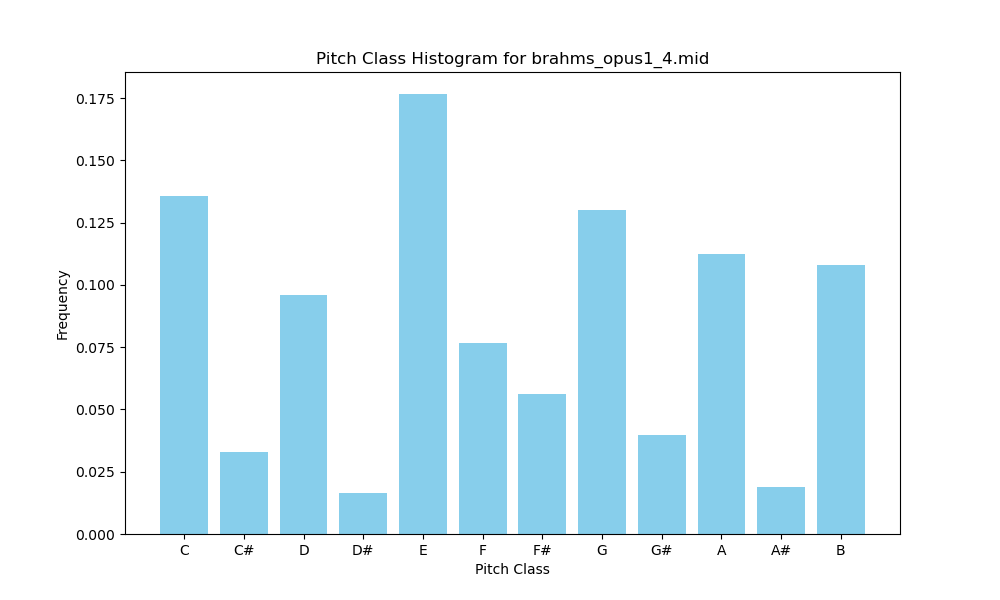 Pitch Class Histogram for brahms_opus1_4.mid
0.175
0.150
0.125
0.100
0.075
0.050
0.025
0.000
Frequency
C C# D D# E F F# G G# A A# B
Pitch Class